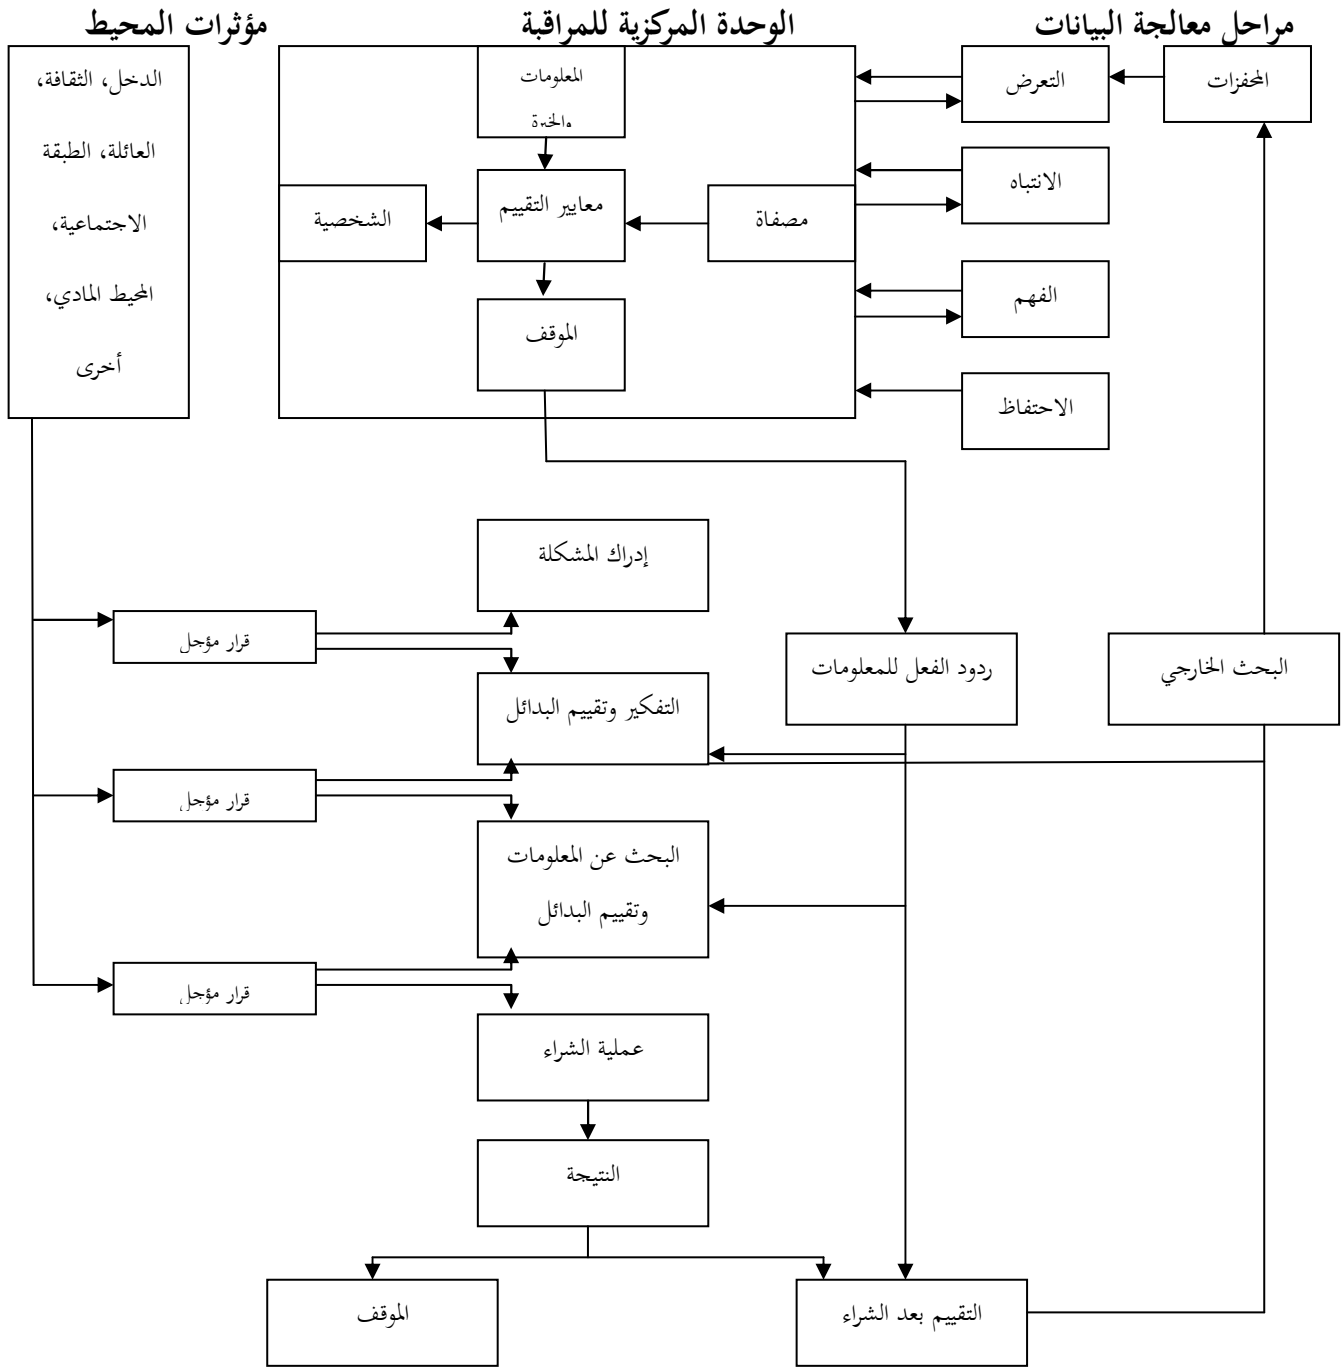 مراحل معالجة البيانات
الوحدة المركزية للمراقبة
مؤثرات المحيط
المحفزات
التعرض
الانتباه
الفهم
الاحتفاظ
المعلومات
والخبرة
مصفاة
معايير التقييم
الشخصية
الموقف
الدخل، الثقافة،
العائلة، الطبقة
الاجتماعية،
المحيط المادي،
أخرى
إدراك المشكلة
قرار مؤجل
البحث الخارجي
ردود الفعل للمعلومات
التفكير وتقييم البدائل
قرار مؤجل
البحث عن المعلومات
وتقييم البدائل
قرار مؤجل
عملية الشراء
النتيجة
التقييم بعد الشراء
الموقف